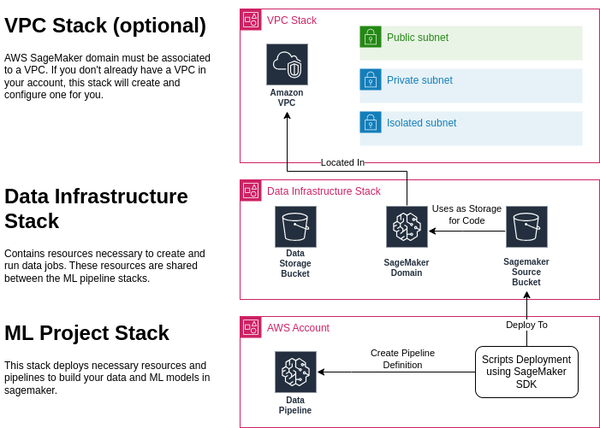 VPC Stack (optional)
AWS SageMaker domain must be associated
to a VPC. If you don't already have a VPC in
your account, this stack will create and
configure one for you.
VPC Stack
Amazon
VPC
Public subnet
Private subnet
Isolated subnet
Located In
Data Infrastructure
Stack
Contains resources necessary to create and
run data jobs. These resources are shared
between the ML pipeline stacks.
Data Infrastructure Stack
Data
Storage
Bucket
SageMaker
Domain
Uses as Storage
for Code
Sagemaker
Source
Bucket
Deploy To
ML Project Stack
This stack deploys necessary resources and
pipelines to build your data and ML models in
sagemaker.
AWS Account
Data
Pipeline
Create Pipeline
Definition
Scripts Deployment
using SageMaker
SDK